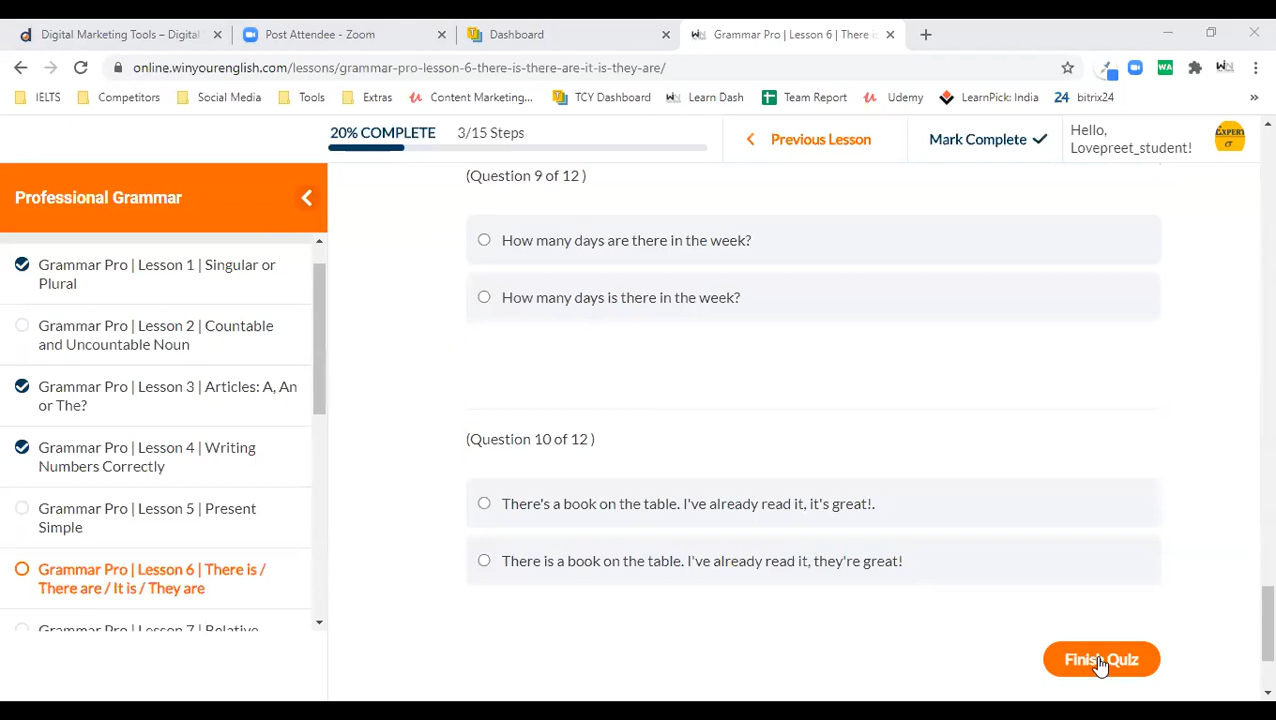 Digital Marketing Tools – Digital
Post Attendee - Zoom
Dashboard
Grammar Pro | Lesson 6 | There is
online.winyourenglish.com/lessons/grammar-pro-lesson-6-there-is-there-are-it-is-they-are/
WA
IELTS
Competitors
Social Media
Tools
Extras
Content Marketing...
TCY Dashboard
Learn Dash
Team Report
Udemy
LearnPick: India
24 bitrix24
20% COMPLETE
3/15 Steps
Previous Lesson
Mark Complete
Hello,
Lovepreet_student!
EXPERT
Professional Grammar
Grammar Pro | Lesson 1 | Singular or
Plural
Grammar Pro | Lesson 2 | Countable
and Uncountable Noun
Grammar Pro | Lesson 3 | Articles: A, An
or The?
Grammar Pro | Lesson 4 | Writing
Numbers Correctly
Grammar Pro | Lesson 5 | Present
Simple
Grammar Pro | Lesson 6 | There is /
There are / It is / They are
Grammar Pro | Lesson 7 | Relative
(Question 9 of 12 )
How many days are there in the week?
How many days is there in the week?
(Question 10 of 12 )
There's a book on the table. I've already read it, it's great!.
There is a book on the table. I've already read it, they're great!
Finish Quiz